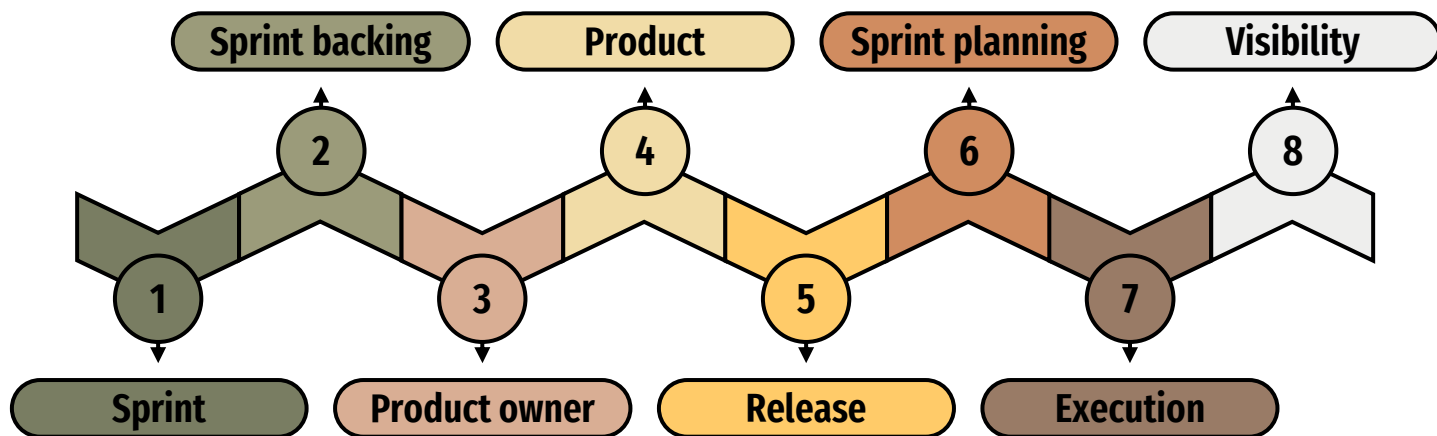 Sprint backing
Product
Sprint planning
Visibility
2
4
6
8
1
3
5
7
Sprint
Product owner
Release
Execution